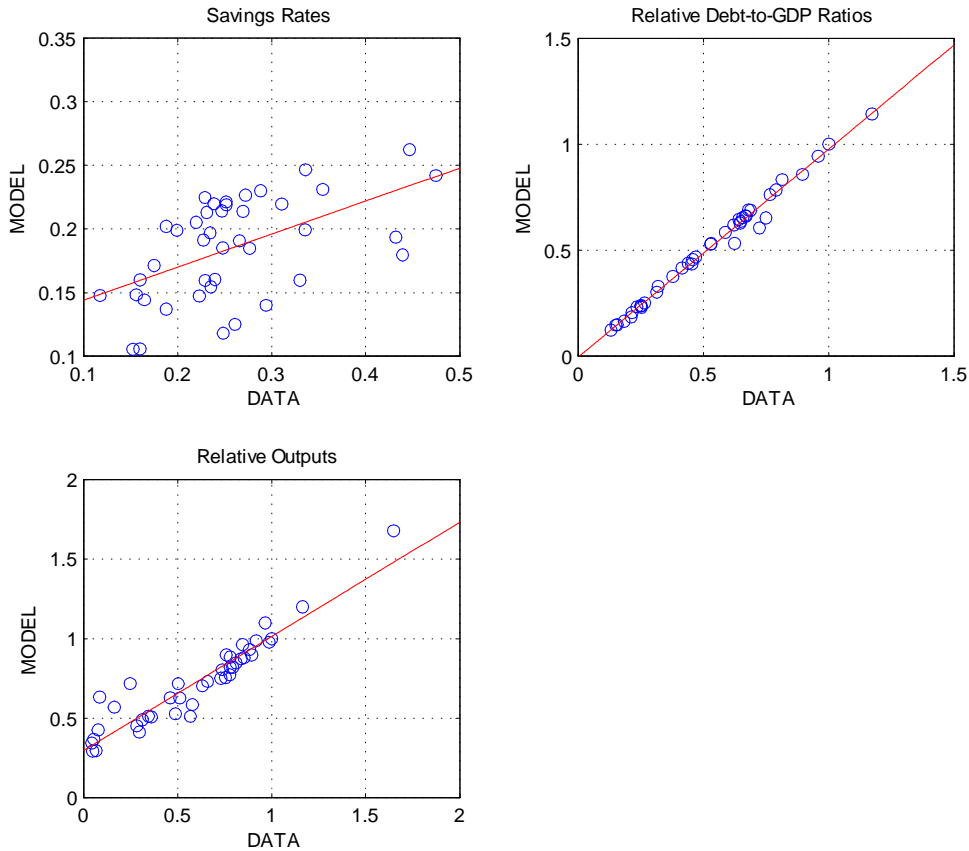 Savings Rates
0.35
0.3
0.25
0.2
0.15
0.1
MODEL
0.1 0.2 0.3 0.4 0.5
DATA
Relative Debt-to-GDP Ratios
1.5
1
0.5
0
MODEL
0 0.5 1 1.5
DATA
Relative Outputs
2
1.5
1
0.5
0
MODEL
0 0.5 1 1.5 2
DATA